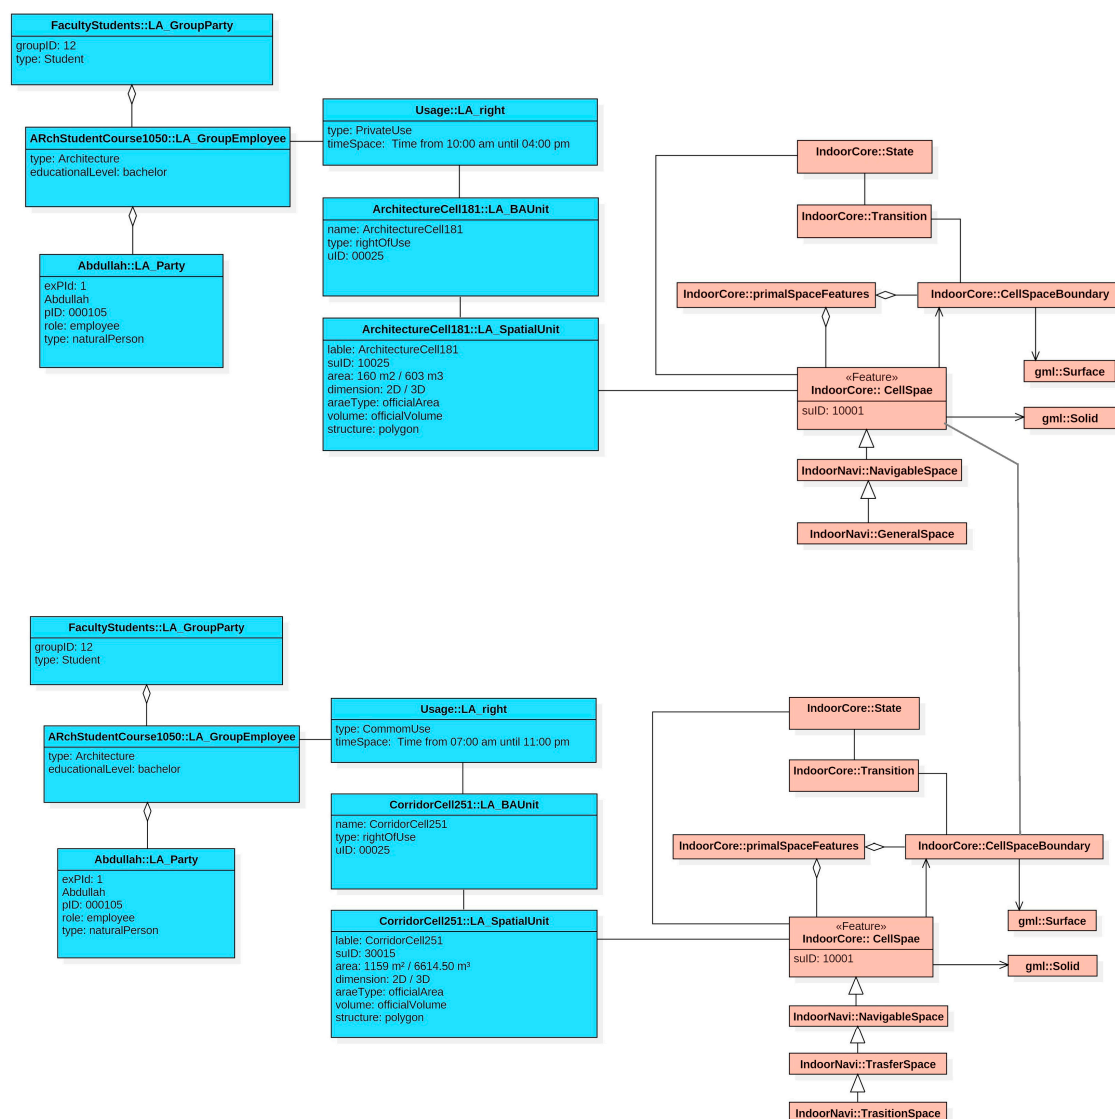 FacultyStudents::LA_GroupParty
groupID: 12
type: Student
ARchStudentCourse1050::LA_GroupEmployee
type: Architecture
educationalLevel: bachelor
Abdullah::LA_Party
exPId: 1
Abdullah
pID: 000105
role: employee
type: naturalPerson
Usage::LA_right
type: PrivateUse
timeSpace:  Time from 10:00 am until 04:00 pm
ArchitectureCell181::LA_BAUnit
name: ArchitectureCell181
type: rightOfUse
uID: 00025
ArchitectureCell181::LA_SpatialUnit
lable: ArchitectureCell181
suID: 10025
area: 160 m2 / 603 m3
dimension: 2D / 3D
araeType: officialArea
volume: officialVolume
structure: polygon
IndoorCore::State
IndoorCore::Transition
IndoorCore::primalSpaceFeatures
IndoorCore::CellSpaceBoundary
gml::Surface
«Feature»
IndoorCore:: CellSpae
suID: 10001
gml::Solid
IndoorNavi::NavigableSpace
IndoorNavi::GeneralSpace
FacultyStudents::LA_GroupParty
groupID: 12
type: Student
ARchStudentCourse1050::LA_GroupEmployee
type: Architecture
educationalLevel: bachelor
Abdullah::LA_Party
exPId: 1
Abdullah
pID: 000105
role: employee
type: naturalPerson
Usage::LA_right
type: CommomUse
timeSpace:  Time from 07:00 am until 11:00 pm
CorridorCell251::LA_BAUnit
name: CorridorCell251
type: rightOfUse
uID: 00025
CorridorCell251::LA_SpatialUnit
lable: CorridorCell251
suID: 30015
area: 1159 m² / 6614.50 m³
dimension: 2D / 3D
araeType: officialArea
volume: officialVolume
structure: polygon
IndoorCore::State
IndoorCore::Transition
IndoorCore::primalSpaceFeatures
IndoorCore::CellSpaceBoundary
gml::Surface
«Feature»
IndoorCore:: CellSpae
suID: 10001
gml::Solid
IndoorNavi::NavigableSpace
IndoorNavi::TrasferSpace
IndoorNavi::TrasitionSpace